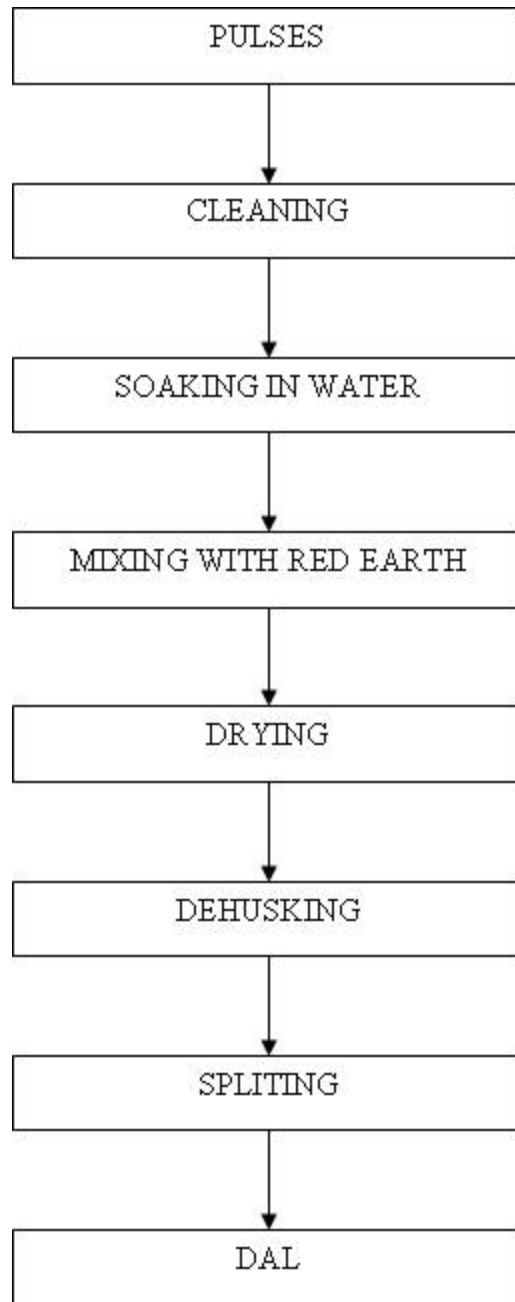 PULSES
CLEANING
SOAKING IN WATER
MIXING WITH RED EARTH
DRYING
DEHUSKING
SPLITING
DAL